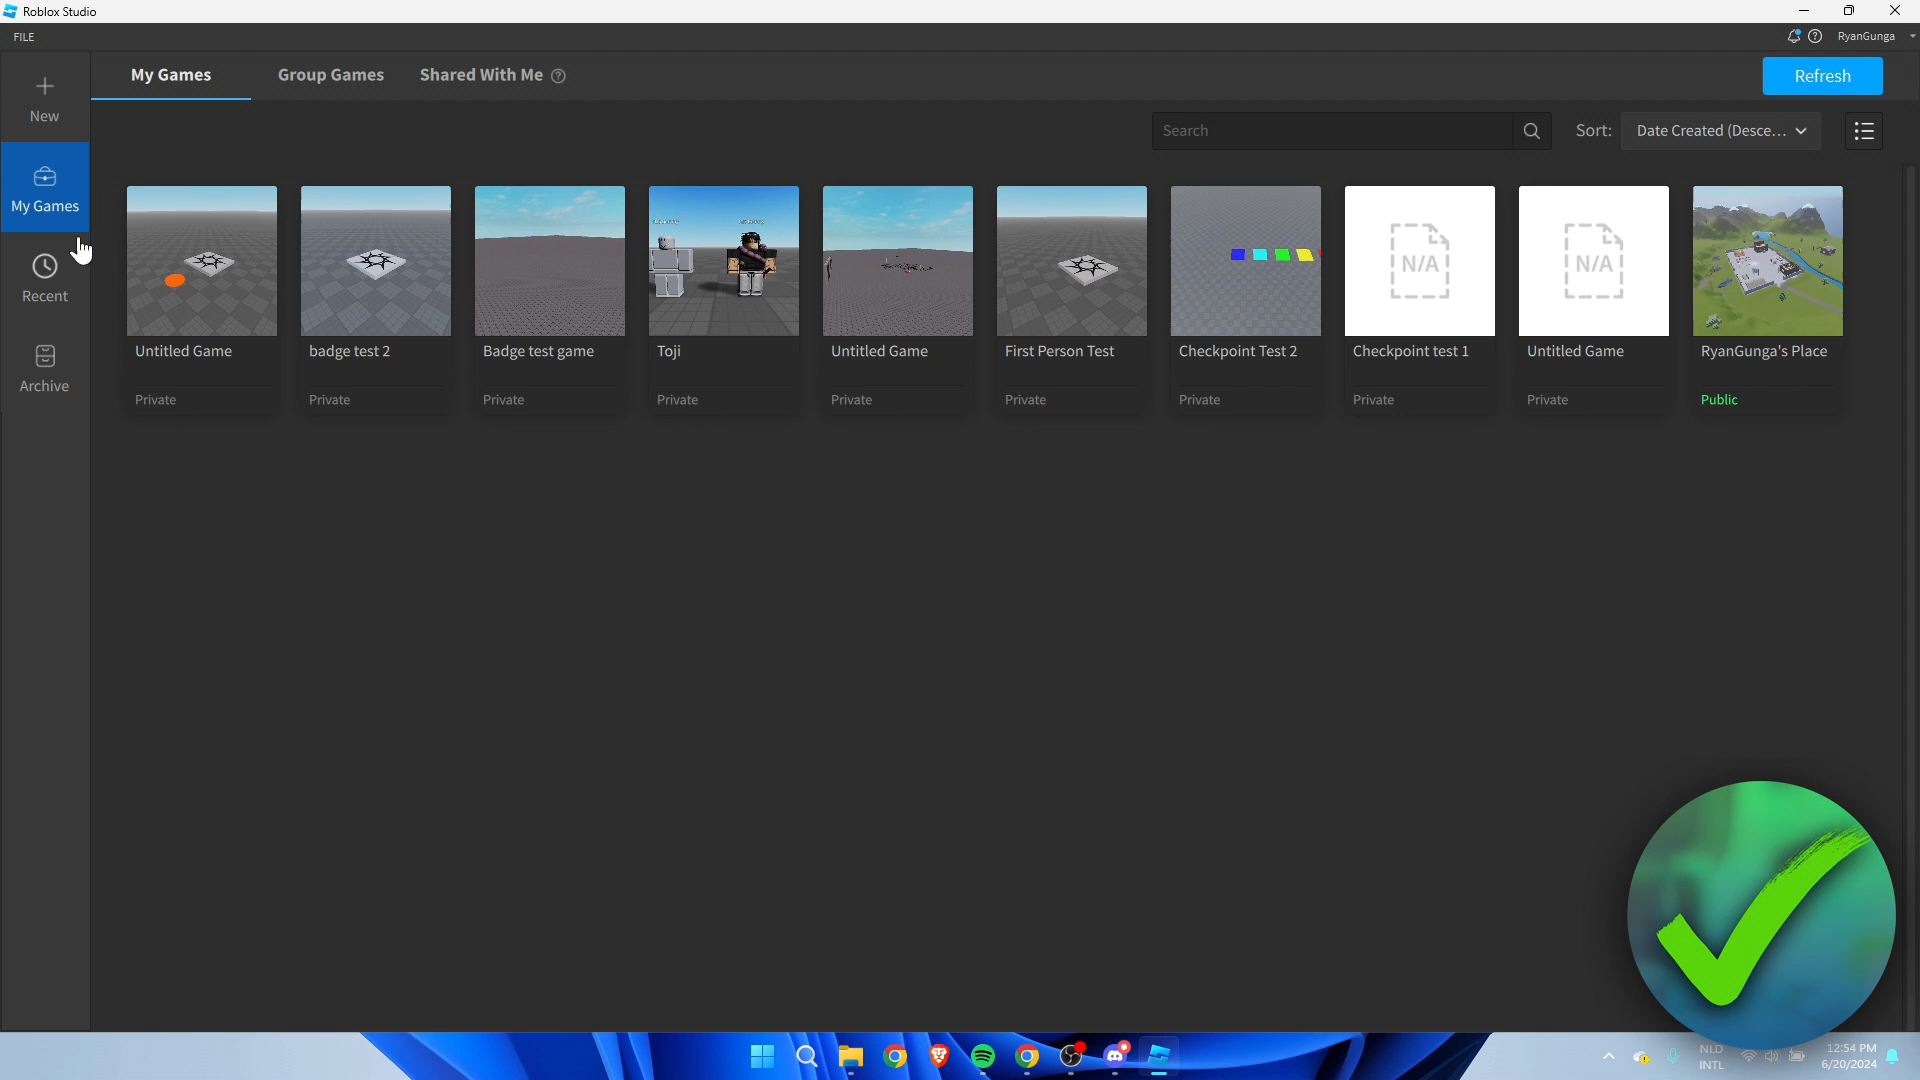 Roblox Studio
FILE
RyanGunga
New
My Games
Recent
Archive
My Games Group Games Shared With Me
Refresh
Search
Sort: Date Created (Desce...
N/A
N/A
Untitled Game
badge test 2
Badge test game
Toji
Untitled Game
First Person Test
Checkpoint Test 2
Checkpoint test 1
Untitled Game
RyanGunga's Place
Private
Private
Private
Private
Private
Private
Private
Private
Private
Public
NLD
INTL
12:54 PM
6/20/2024